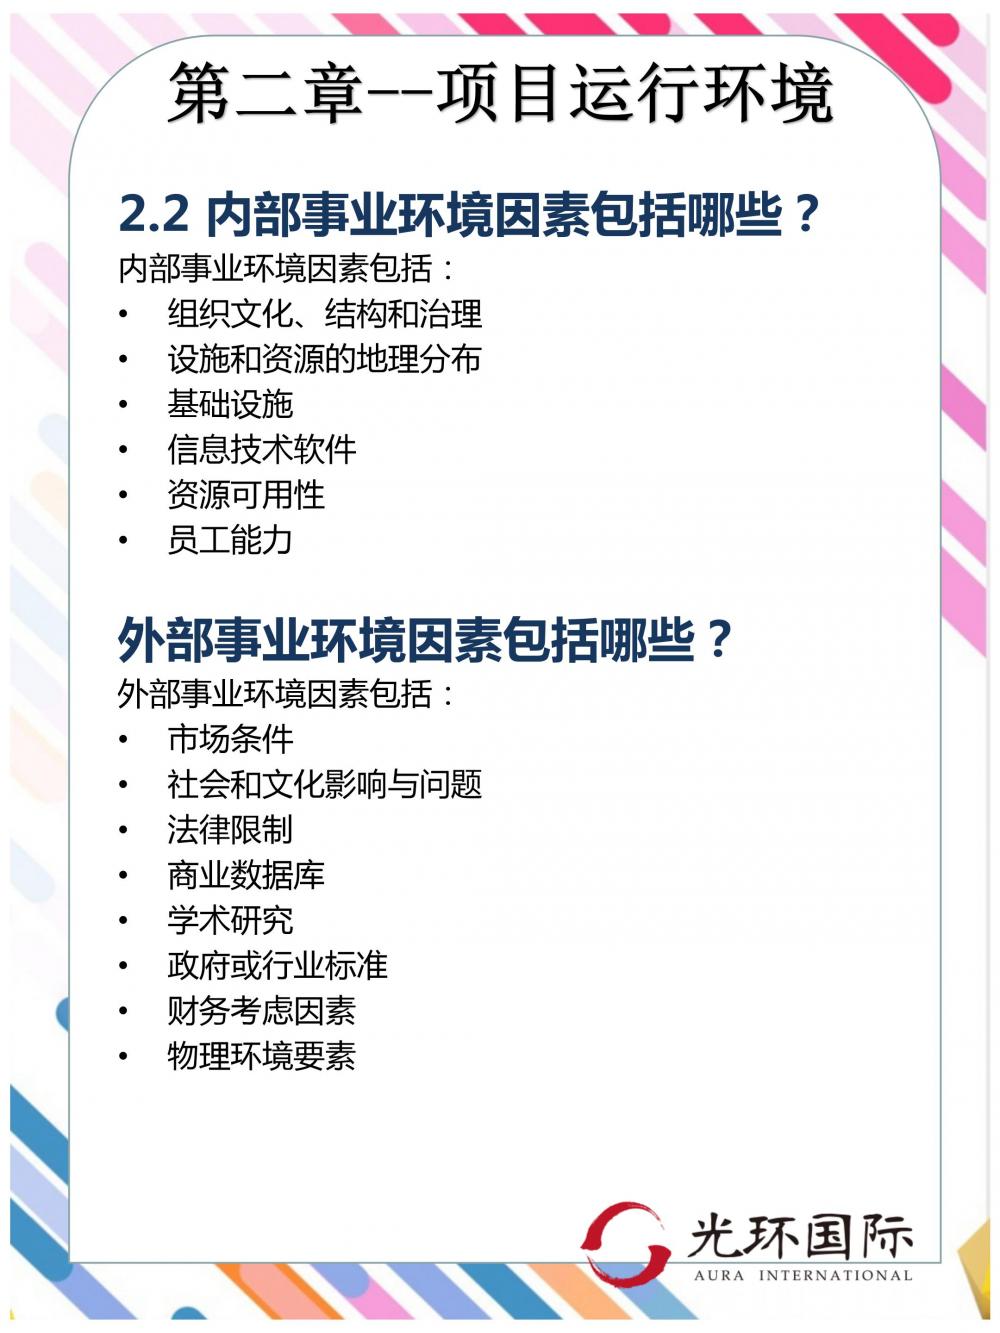 第二章--项目运行环境
2.2 内部事业环境因素包括哪些？
内部事业环境因素包括：
• 组织文化、结构和治理
• 设施和资源的地理分布
• 基础设施
• 信息技术软件
• 资源可用性
• 员工能力
外部事业环境因素包括哪些？
外部事业环境因素包括：
• 市场条件
• 社会和文化影响与问题
• 法律限制
• 商业数据库
• 学术研究
• 政府或行业标准
• 财务考虑因素
• 物理环境要素
光环国际
AURA INTERNATIONAL